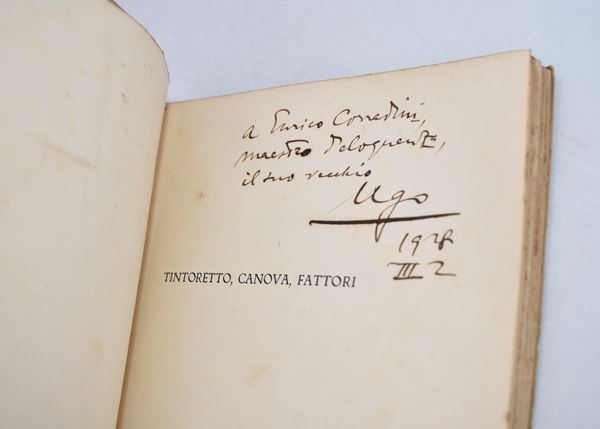 a Enrico Corradini,
maestro d'eloquenza,
il suo vecchio
Ugo
1928
III 2
TINTORETTO, CANOVA, FATTORI